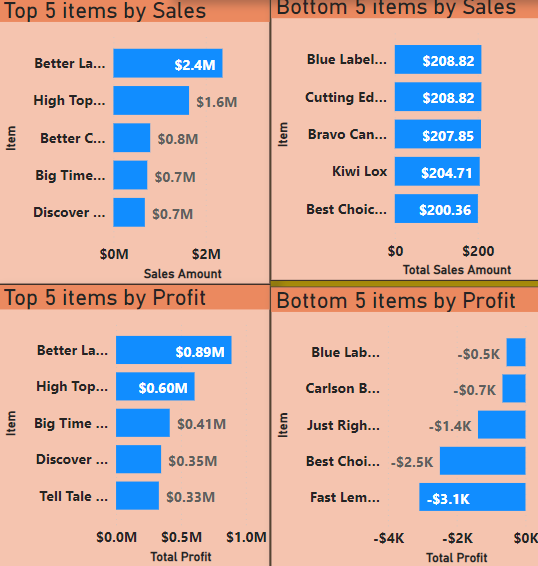 Top 5 items by Sales
Item
Better La... $2.4M
High Top... $1.6M
Better C... $0.8M
Big Time... $0.7M
Discover ... $0.7M
$0M $2M
Sales Amount
Bottom 5 items by Sales
Item
Blue Label... $208.82
Cutting Ed... $208.82
Bravo Can... $207.85
Kiwi Lox $204.71
Best Choic... $200.36
$0 $200
Total Sales Amount
Top 5 items by Profit
Item
Better La... $0.89M
High Top... $0.60M
Big Time ... $0.41M
Discover ... $0.35M
Tell Tale ... $0.33M
$0.0M $0.5M $1.0M
Total Profit
Bottom 5 items by Profit
Item
Blue Lab... -$0.5K
Carlson B... -$0.7K
Just Righ... -$1.4K
Best Choi... -$2.5K
Fast Lem... -$3.1K
-$4K -$2K $0K
Total Profit